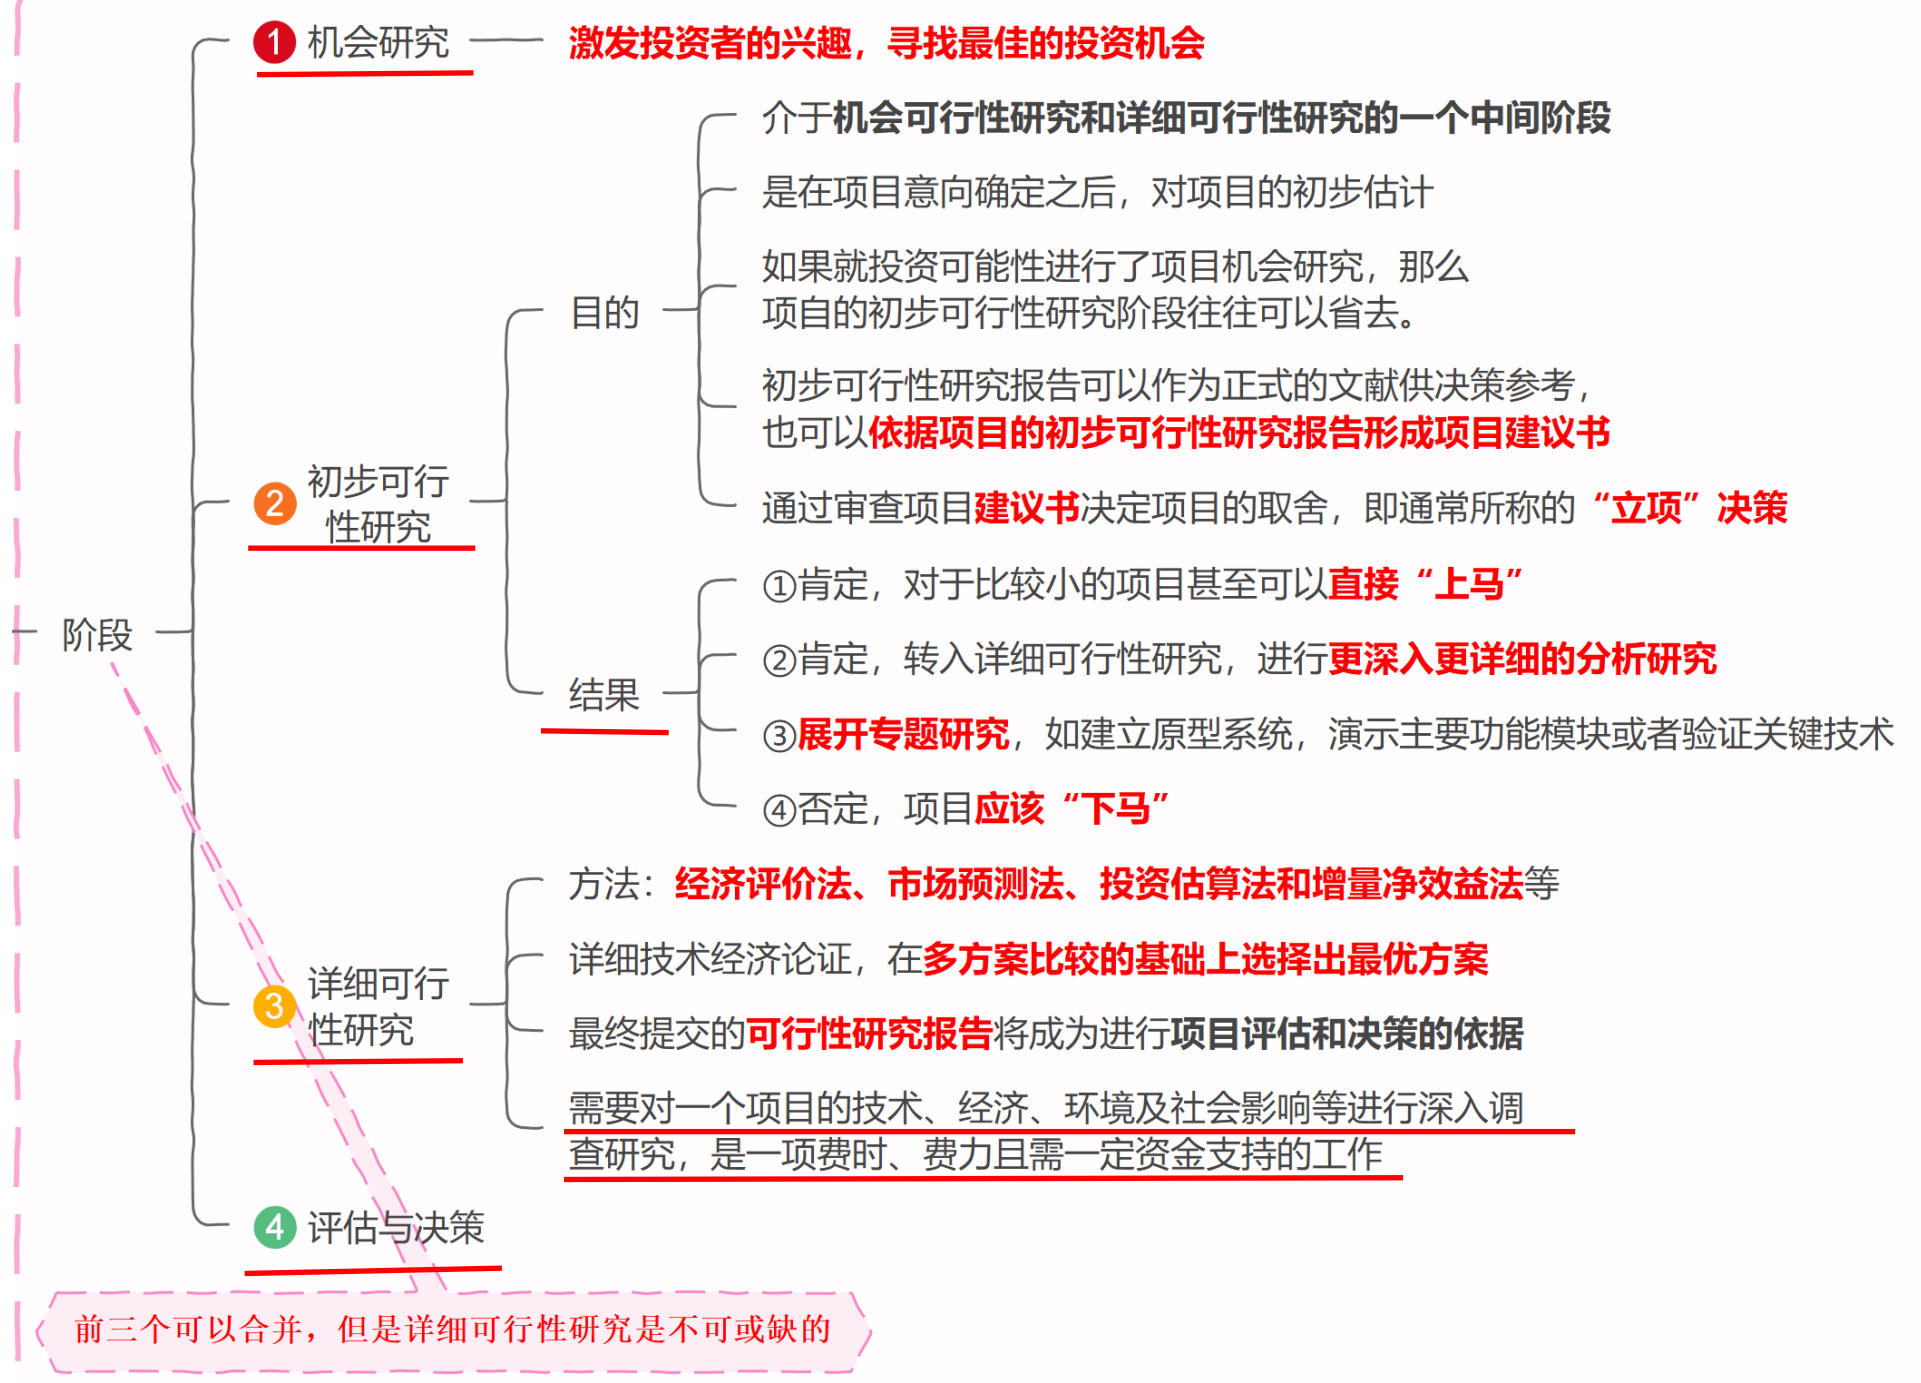 ① 机会研究
激发投资者的兴趣，寻找最佳的投资机会
介于机会可行性研究和详细可行性研究的一个中间阶段
是在项目意向确定之后，对项目的初步估计
如果就投资可能性进行了项目机会研究，那么
项自的初步可行性研究阶段往往可以省去。
目的
初步可行性研究报告可以作为正式的文献供决策参考，
也可以依据项目的初步可行性研究报告形成项目建议书
② 初步可行
性研究
通过审查项目建议书决定项目的取舍，即通常所称的“立项”决策
①肯定，对于比较小的项目甚至可以直接“上马”
阶段
②肯定，转入详细可行性研究，进行更深入更详细的分析研究
结果
③展开专题研究，如建立原型系统，演示主要功能模块或者验证关键技术
④否定，项目应该“下马”
方法：经济评价法、市场预测法、投资估算法和增量净效益法等
详细技术经济论证，在多方案比较的基础上选择出最优方案
③ 详细可行
性研究
最终提交的可行性研究报告将成为进行项目评估和决策的依据
需要对一个项目的技术、经济、环境及社会影响等进行深入调
查研究，是一项费时、费力且需一定资金支持的工作
④ 评估与决策
前三个可以合并，但是详细可行性研究是不可或缺的